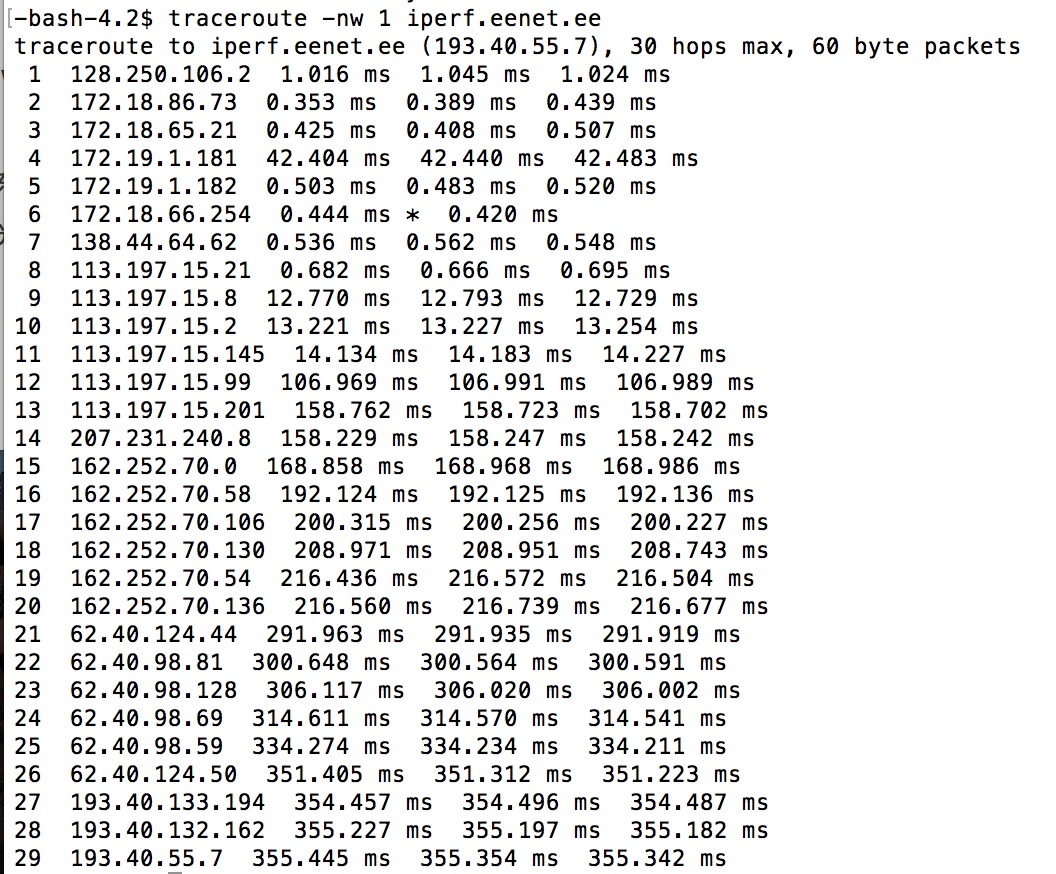 [-bash-4.2$ traceroute -nw 1 iperf.eenet.ee
traceroute to iperf.eenet.ee (193.40.55.7), 30 hops max, 60 byte packets
 1  128.250.106.2  1.016 ms  1.045 ms  1.024 ms
 2  172.18.86.73  0.353 ms  0.389 ms  0.439 ms
 3  172.18.65.21  0.425 ms  0.408 ms  0.507 ms
 4  172.19.1.181  42.404 ms  42.440 ms  42.483 ms
 5  172.19.1.182  0.503 ms  0.483 ms  0.520 ms
 6  172.18.66.254  0.444 ms *  0.420 ms
 7  138.44.64.62  0.536 ms  0.562 ms  0.548 ms
 8  113.197.15.21  0.682 ms  0.666 ms  0.695 ms
 9  113.197.15.8  12.770 ms  12.793 ms  12.729 ms
10  113.197.15.2  13.221 ms  13.227 ms  13.254 ms
11  113.197.15.145  14.134 ms  14.183 ms  14.227 ms
12  113.197.15.99  106.969 ms  106.991 ms  106.989 ms
13  113.197.15.201  158.762 ms  158.723 ms  158.702 ms
14  207.231.240.8  158.229 ms  158.247 ms  158.242 ms
15  162.252.70.0  168.858 ms  168.968 ms  168.986 ms
16  162.252.70.58  192.124 ms  192.125 ms  192.136 ms
17  162.252.70.106  200.315 ms  200.256 ms  200.227 ms
18  162.252.70.130  208.971 ms  208.951 ms  208.743 ms
19  162.252.70.54  216.436 ms  216.572 ms  216.504 ms
20  162.252.70.136  216.560 ms  216.739 ms  216.677 ms
21  62.40.124.44  291.963 ms  291.935 ms  291.919 ms
22  62.40.98.81  300.648 ms  300.564 ms  300.591 ms
23  62.40.98.128  306.117 ms  306.020 ms  306.002 ms
24  62.40.98.69  314.611 ms  314.570 ms  314.541 ms
25  62.40.98.59  334.274 ms  334.234 ms  334.211 ms
26  62.40.124.50  351.405 ms  351.312 ms  351.223 ms
27  193.40.133.194  354.457 ms  354.496 ms  354.487 ms
28  193.40.132.162  355.227 ms  355.197 ms  355.182 ms
29  193.40.55.7  355.445 ms  355.354 ms  355.342 ms